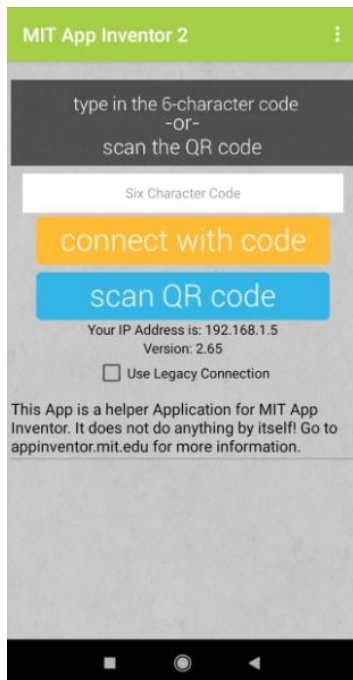 MIT App Inventor 2
type in the 6-character code
-or-
scan the QR code
Six Character Code
connect with code
scan QR code
Your IP Address is: 192.168.1.5
Version: 2.65
Use Legacy Connection
This App is a helper Application for MIT App
Inventor. It does not do anything by itself! Go to
appinventor.mit.edu for more information.